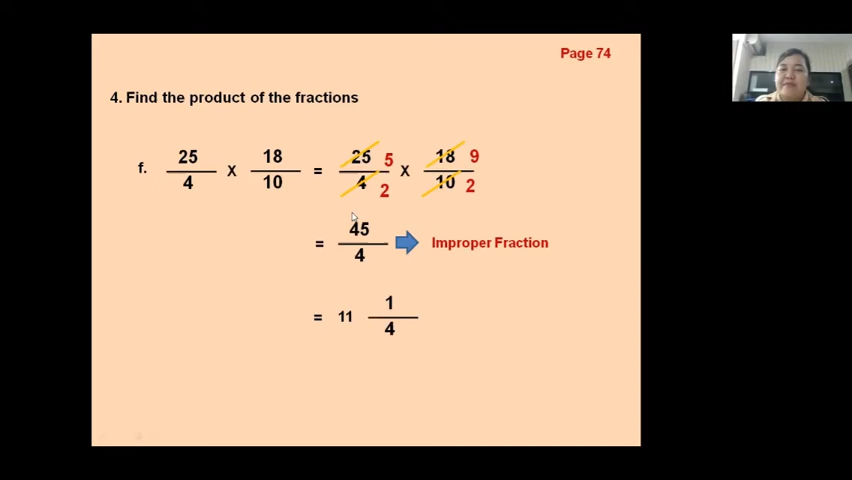 Page 74
4. Find the product of the fractions
f. 25/4 X 18/10 = 25/4 5/2 X 18/10 9/2
= 45/4 Improper Fraction
= 11 1/4